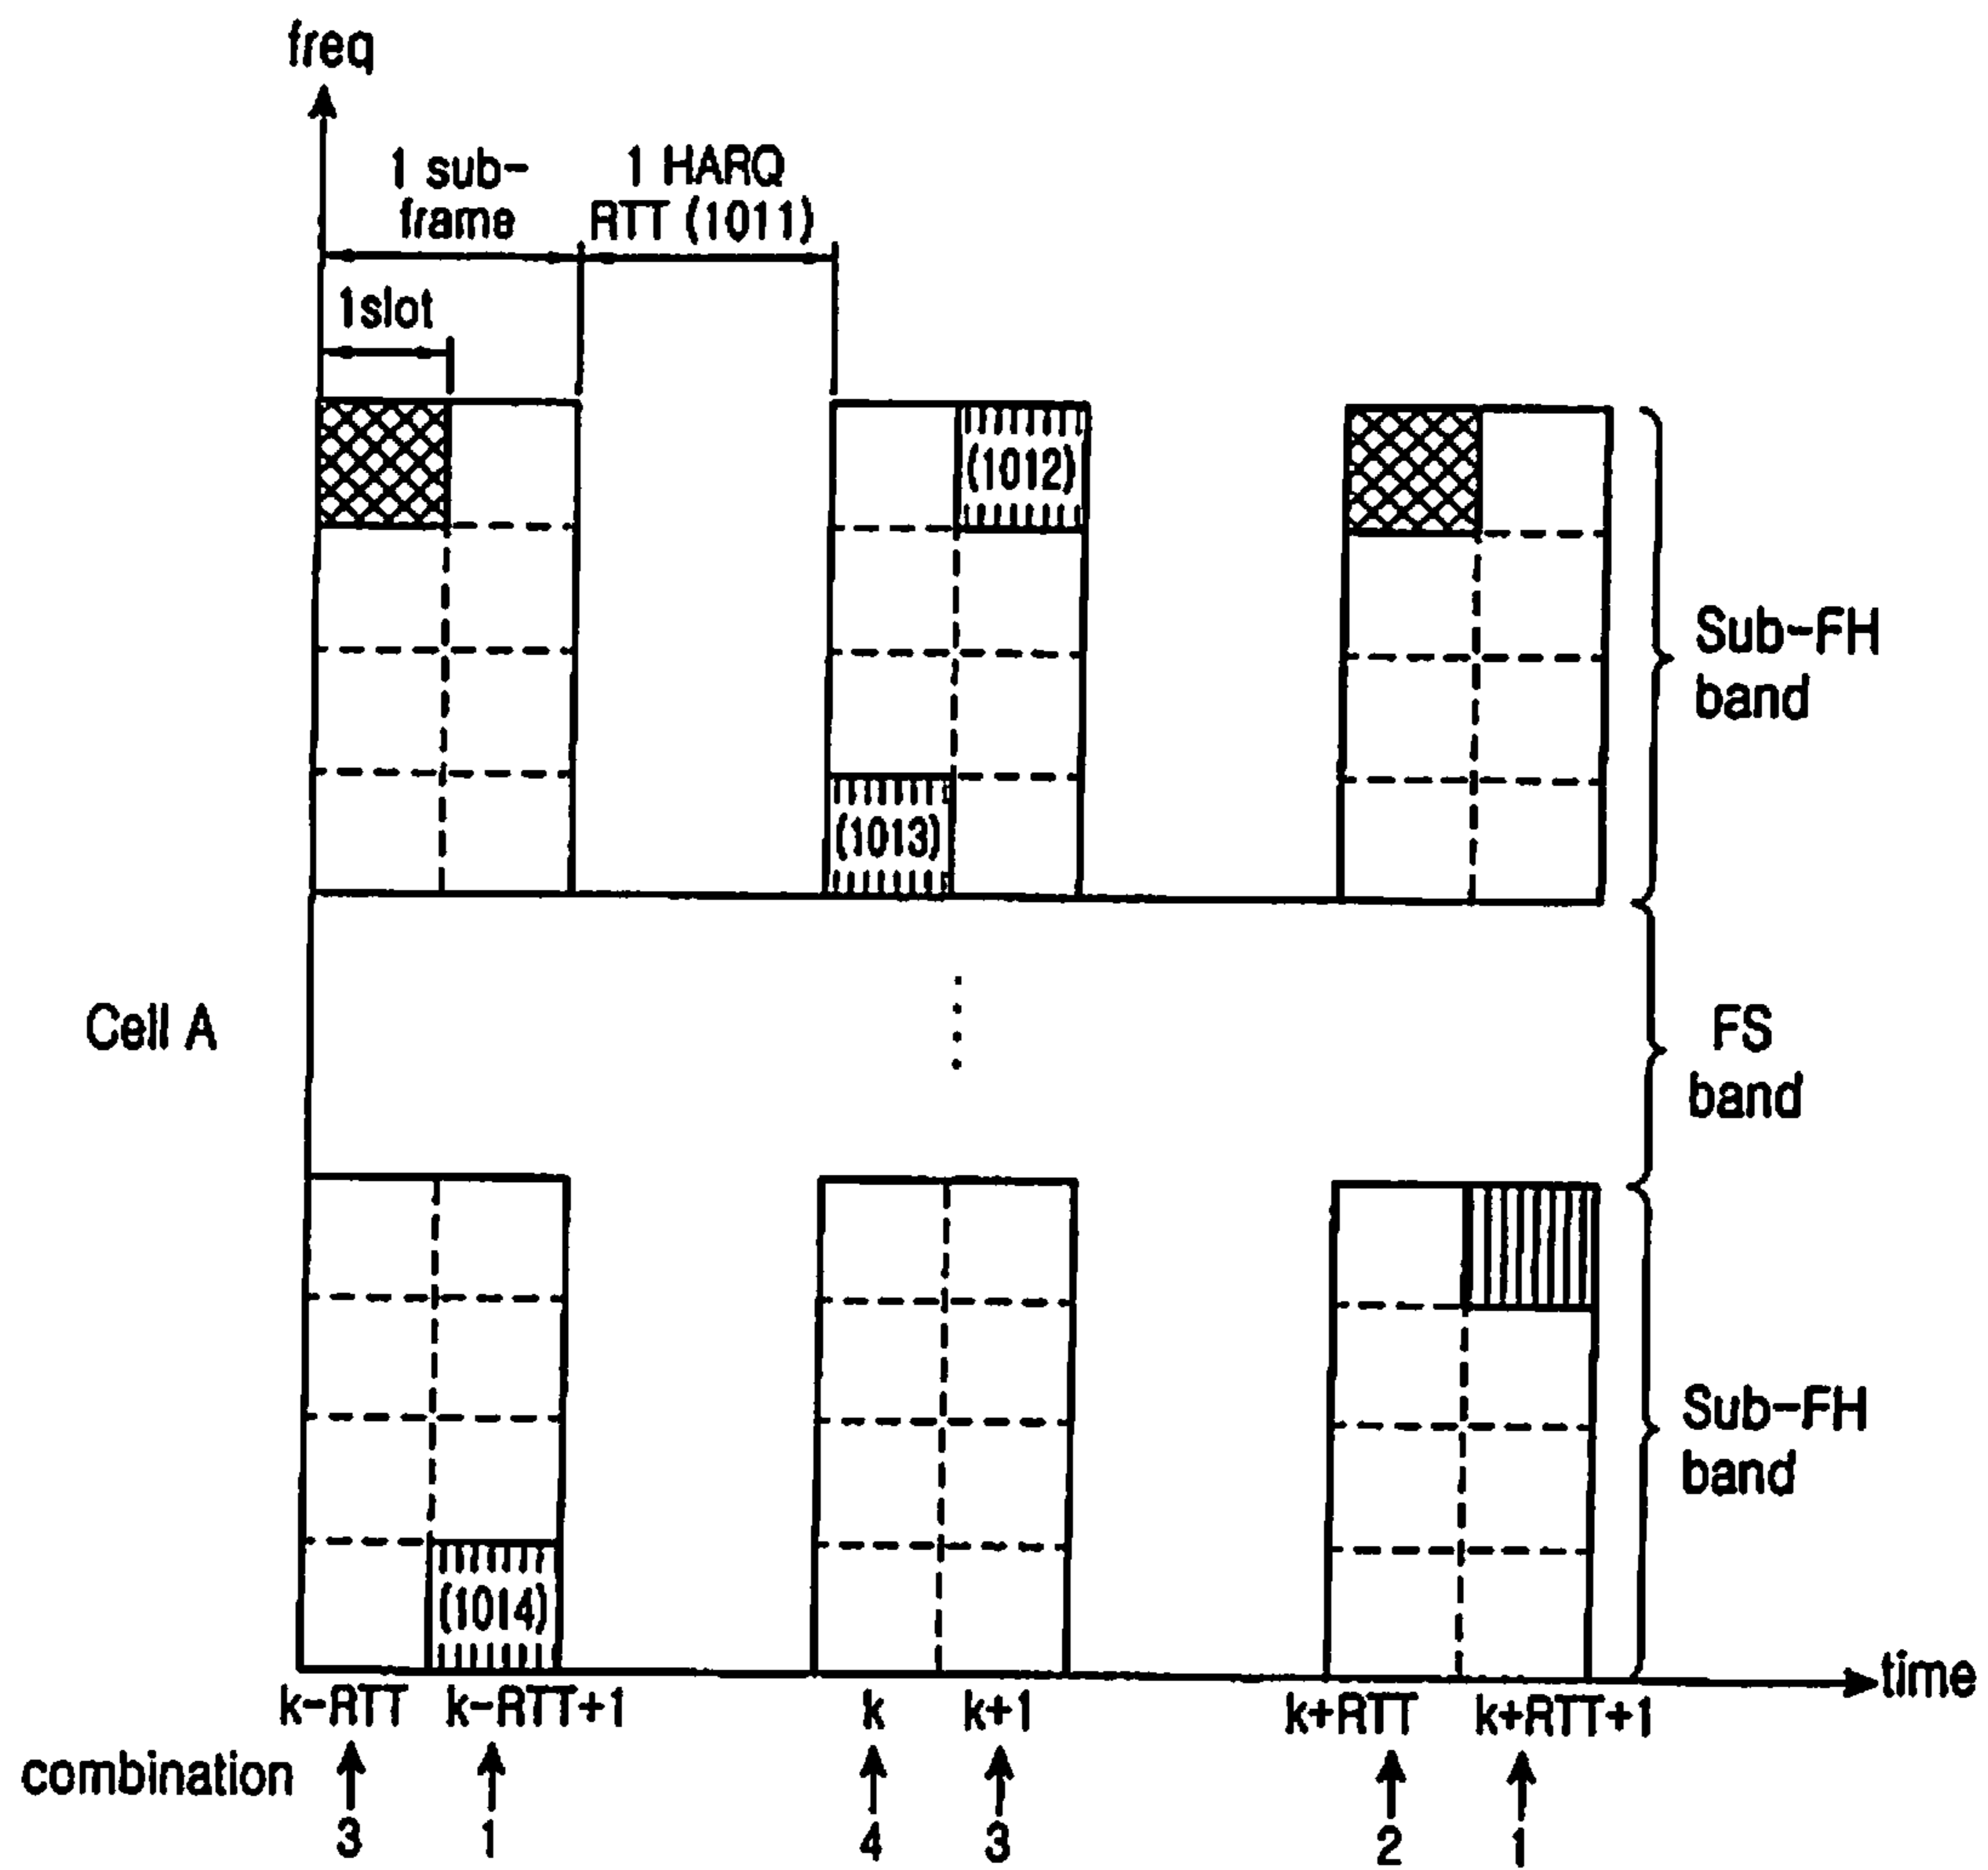 freq
1 sub-
frame
1 HARQ
RTT (1011)
1slot
(1012)
(1013)
Sub-FH
band
Cell A
FS
band
Sub-FH
band
(1014)
time
k-RTT k-RTT+1 k k+1 k+RTT k+RTT+1
combination
3 1 4 3 2 1